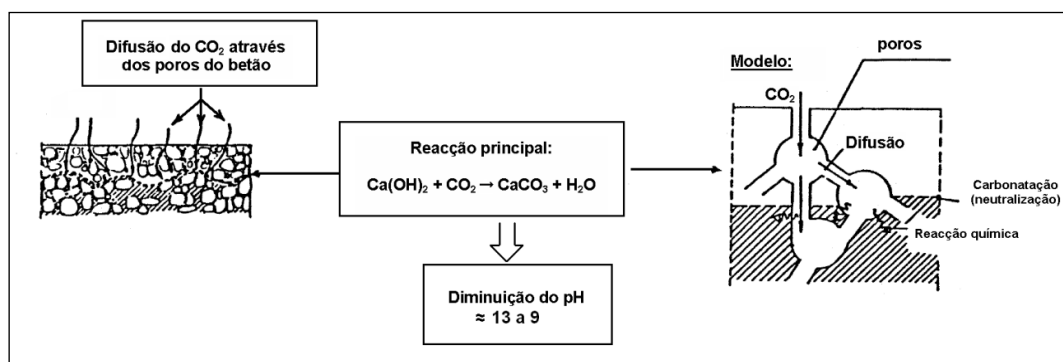 Difusão do CO₂ através
dos poros do betão
Reacção principal:
Ca(OH)₂ + CO₂ → CaCO₃ + H₂O
Diminuição do pH
≈ 13 a 9
Modelo:
poros
CO₂
Difusão
Carbonatação
(neutralização)
Reacção química